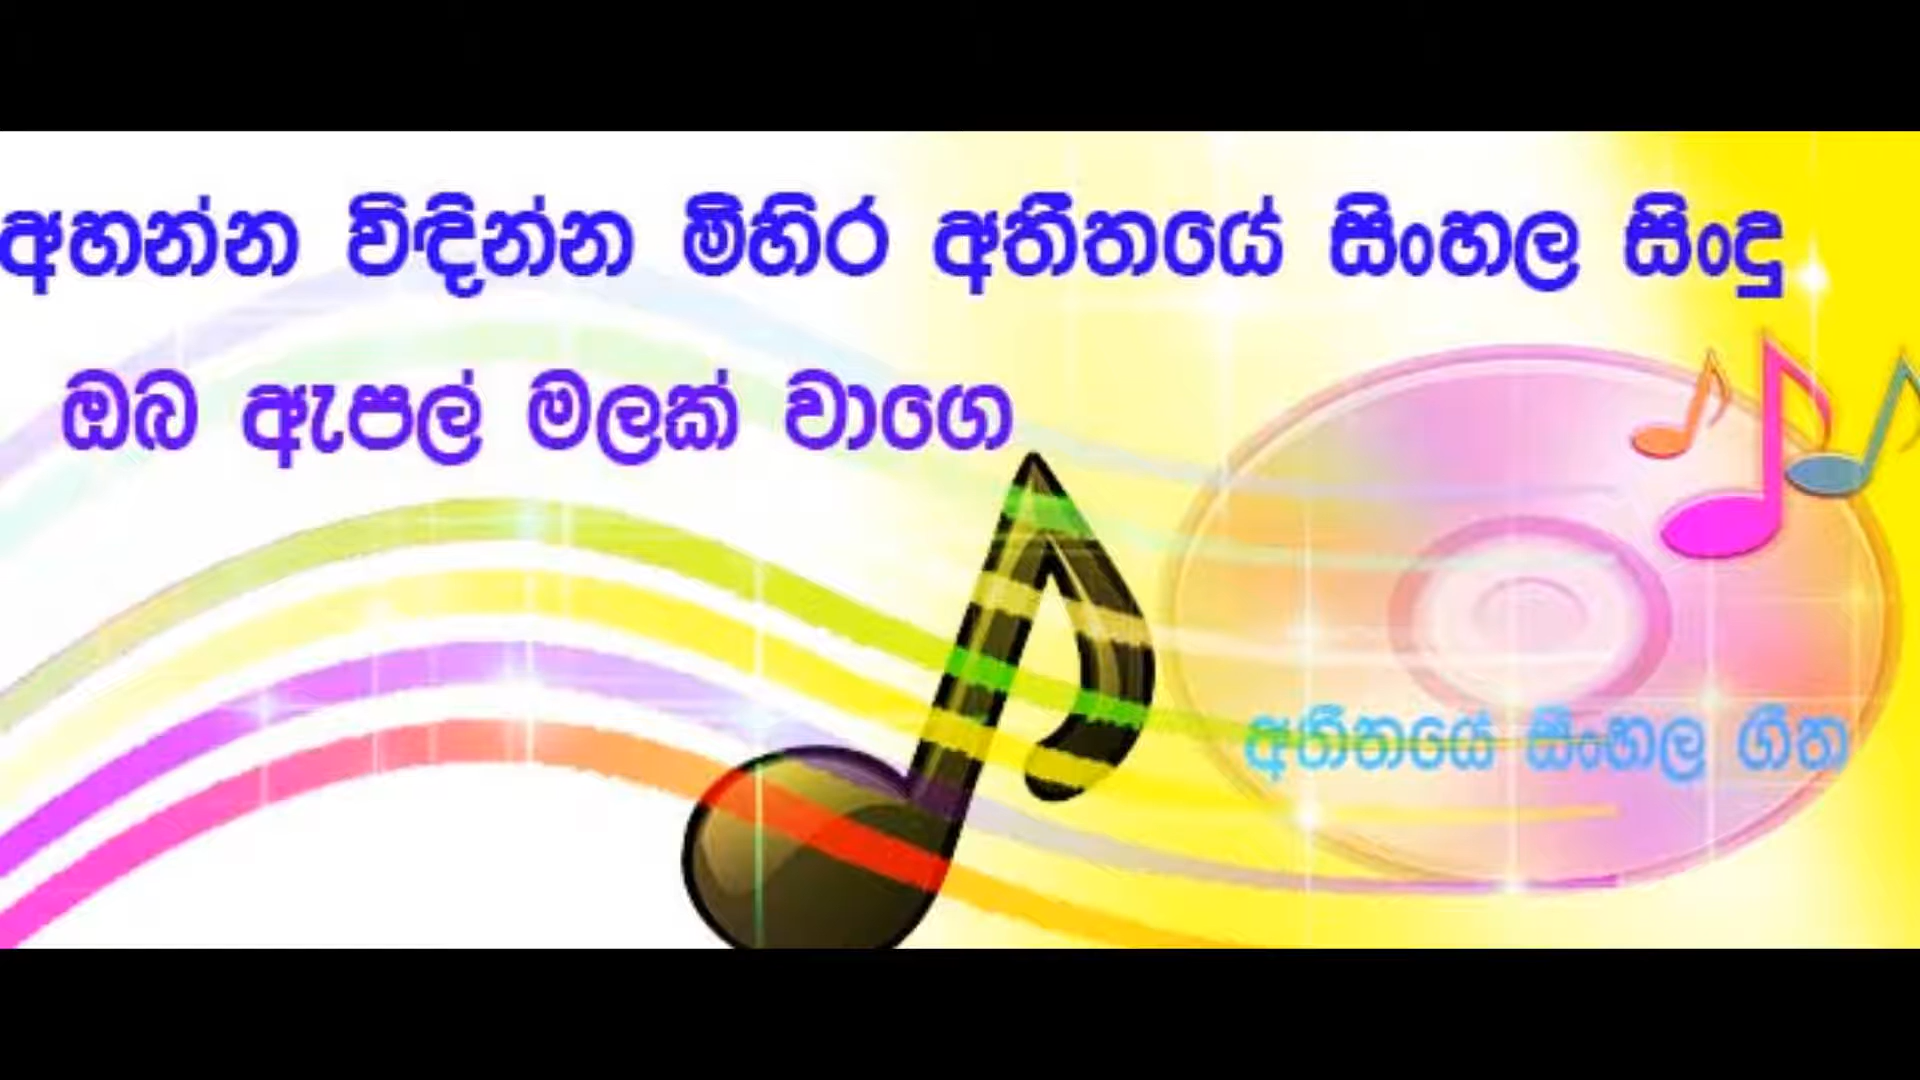 අහන්න විඳින්න මිහිර අතීතයේ සිංහල සිංදු
ඔබ ඇපල් මලක් වාගෙ
අතීතයේ සිංහල ගීත